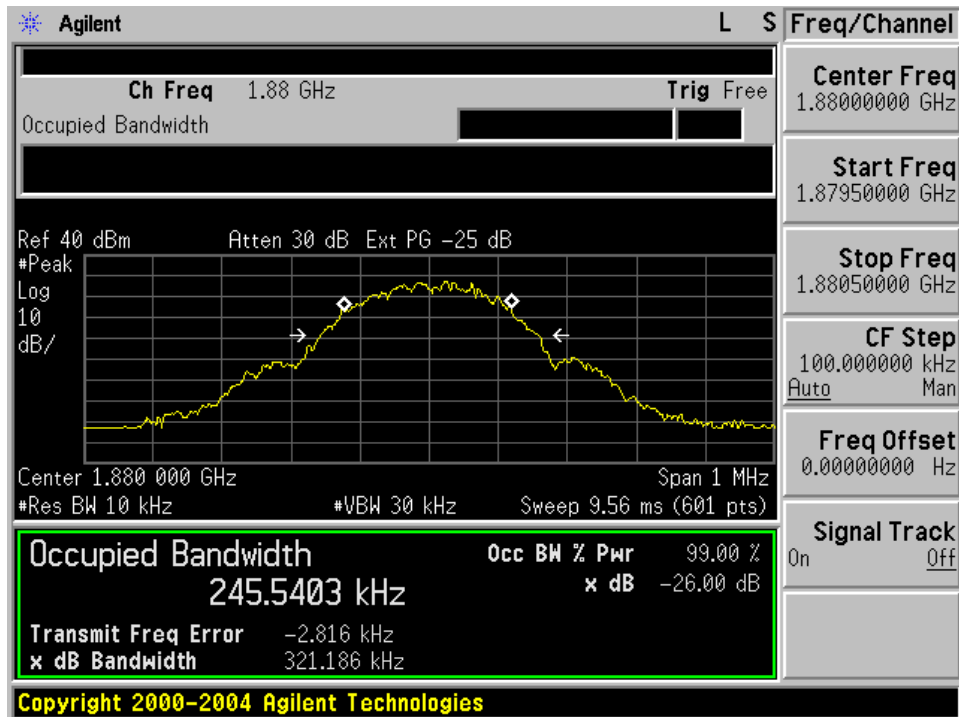 Agilent L S Freq/Channel
Ch Freq 1.88 GHz Trig Free
Occupied Bandwidth
Center Freq
1.88000000 GHz
Start Freq
1.87950000 GHz
Stop Freq
1.88050000 GHz
CF Step
100.000000 kHz
Auto Man
Freq Offset
0.00000000 Hz
Signal Track
On Off
Ref 40 dBm Atten 30 dB Ext PG -25 dB
#Peak
Log
10
dB/
Center 1.880 000 GHz Span 1 MHz
#Res BW 10 kHz #VBW 30 kHz Sweep 9.56 ms (601 pts)
Occupied Bandwidth Occ BW % Pwr 99.00 %
245.5403 kHz x dB -26.00 dB
Transmit Freq Error -2.816 kHz
x dB Bandwidth 321.186 kHz
Copyright 2000-2004 Agilent Technologies